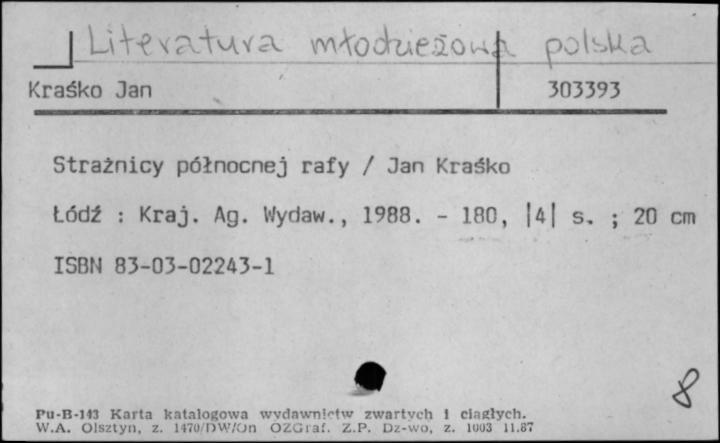 Literatura młodzieżowa polska
Kraśko Jan 303393
Strażnicy północnej rafy / Jan Kraśko
Łódź : Kraj. Ag. Wydaw., 1988. - 180, |4| s. ; 20 cm
ISBN 83-03-02243-1
8
Pu-B-143 Karta katalogowa wydawnictw zwartych i ciągłych.
W.A. Olsztyn, z. 1470/DW/On OZGraf. Z.P. Dz-wo, z. 1003 11.87